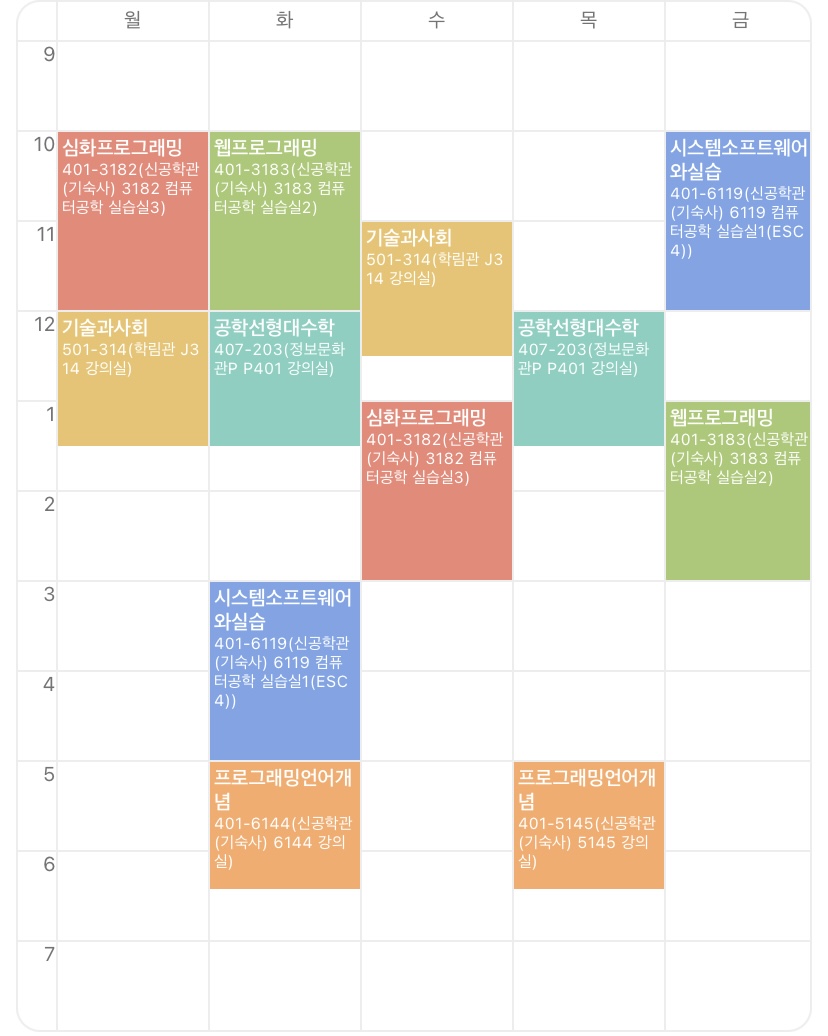 월 화 수 목 금
9
10
심화프로그래밍
401-3182(신공학관
(기숙사) 3182 컴퓨
터공학 실습실3)
웹프로그래밍
401-3183(신공학관
(기숙사) 3183 컴퓨
터공학 실습실2)
시스템소프트웨어
와실습
401-6119(신공학관
(기숙사) 6119 컴퓨
터공학 실습실1(ESC
4))
11
기술과사회
501-314(학림관 J3
14 강의실)
12
기술과사회
501-314(학림관 J3
14 강의실)
공학선형대수학
407-203(정보문화
관P P401 강의실)
공학선형대수학
407-203(정보문화
관P P401 강의실)
1
심화프로그래밍
401-3182(신공학관
(기숙사) 3182 컴퓨
터공학 실습실3)
웹프로그래밍
401-3183(신공학관
(기숙사) 3183 컴퓨
터공학 실습실2)
2
3
시스템소프트웨어
와실습
401-6119(신공학관
(기숙사) 6119 컴퓨
터공학 실습실1(ESC
4))
4
5
프로그래밍언어개
념
401-6144(신공학관
(기숙사) 6144 강의
실)
프로그래밍언어개
념
401-5145(신공학관
(기숙사) 5145 강의
실)
6
7